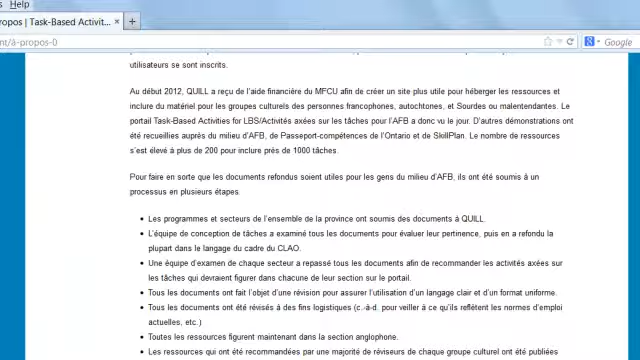 s Help
ropos | Task-Based Activit... × +
nt/à-propos-0
Google
utilisateurs se sont inscrits.
Au début 2012, QUILL a reçu de l'aide financière du MFCU afin de créer un site plus utile pour héberger les ressources et
inclure du matériel pour les groupes culturels des personnes francophones, autochtones, et Sourdes ou malentendantes. Le
portail Task-Based Activities for LBS/Activités axées sur les tâches pour l'AFB a donc vu le jour. D'autres démonstrations ont
été recueillies auprès du milieu d'AFB, de Passeport-compétences de l'Ontario et de SkillPlan. Le nombre de ressources
s'est élevé à plus de 200 pour inclure près de 1000 tâches.
Pour faire en sorte que les documents refondus soient utiles pour les gens du milieu d'AFB, ils ont été soumis à un
processus en plusieurs étapes.
• Les programmes et secteurs de l'ensemble de la province ont soumis des documents à QUILL.
• L'équipe de conception de tâches a examiné tous les documents pour évaluer leur pertinence, puis en a refondu la
plupart dans le langage du cadre du CLAO.
• Une équipe d'examen de chaque secteur a repassé tous les documents afin de recommander les activités axées sur
les tâches qui devraient figurer dans chacune de leur section sur le portail.
• Tous les documents ont fait l'objet d'une révision pour assurer l'utilisation d'un langage clair et d'un format uniforme.
• Tous les documents ont été révisés à des fins logistiques (c.-à-d. pour veiller à ce qu'ils reflètent les normes d'emploi
actuelles, etc.)
• Toutes les ressources figurent maintenant dans la section anglophone.
• Les ressources qui ont été recommandées par une majorité de réviseurs de chaque groupe culturel ont été publiées